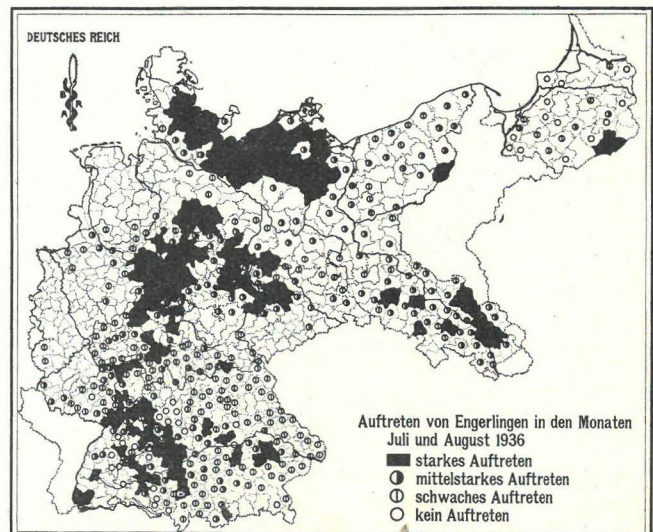 DEUTSCHES REICH
Auftreten von Engerlingen in den Monaten
Juli und August 1936
starkes Auftreten
mittelstarkes Auftreten
schwaches Auftreten
kein Auftreten